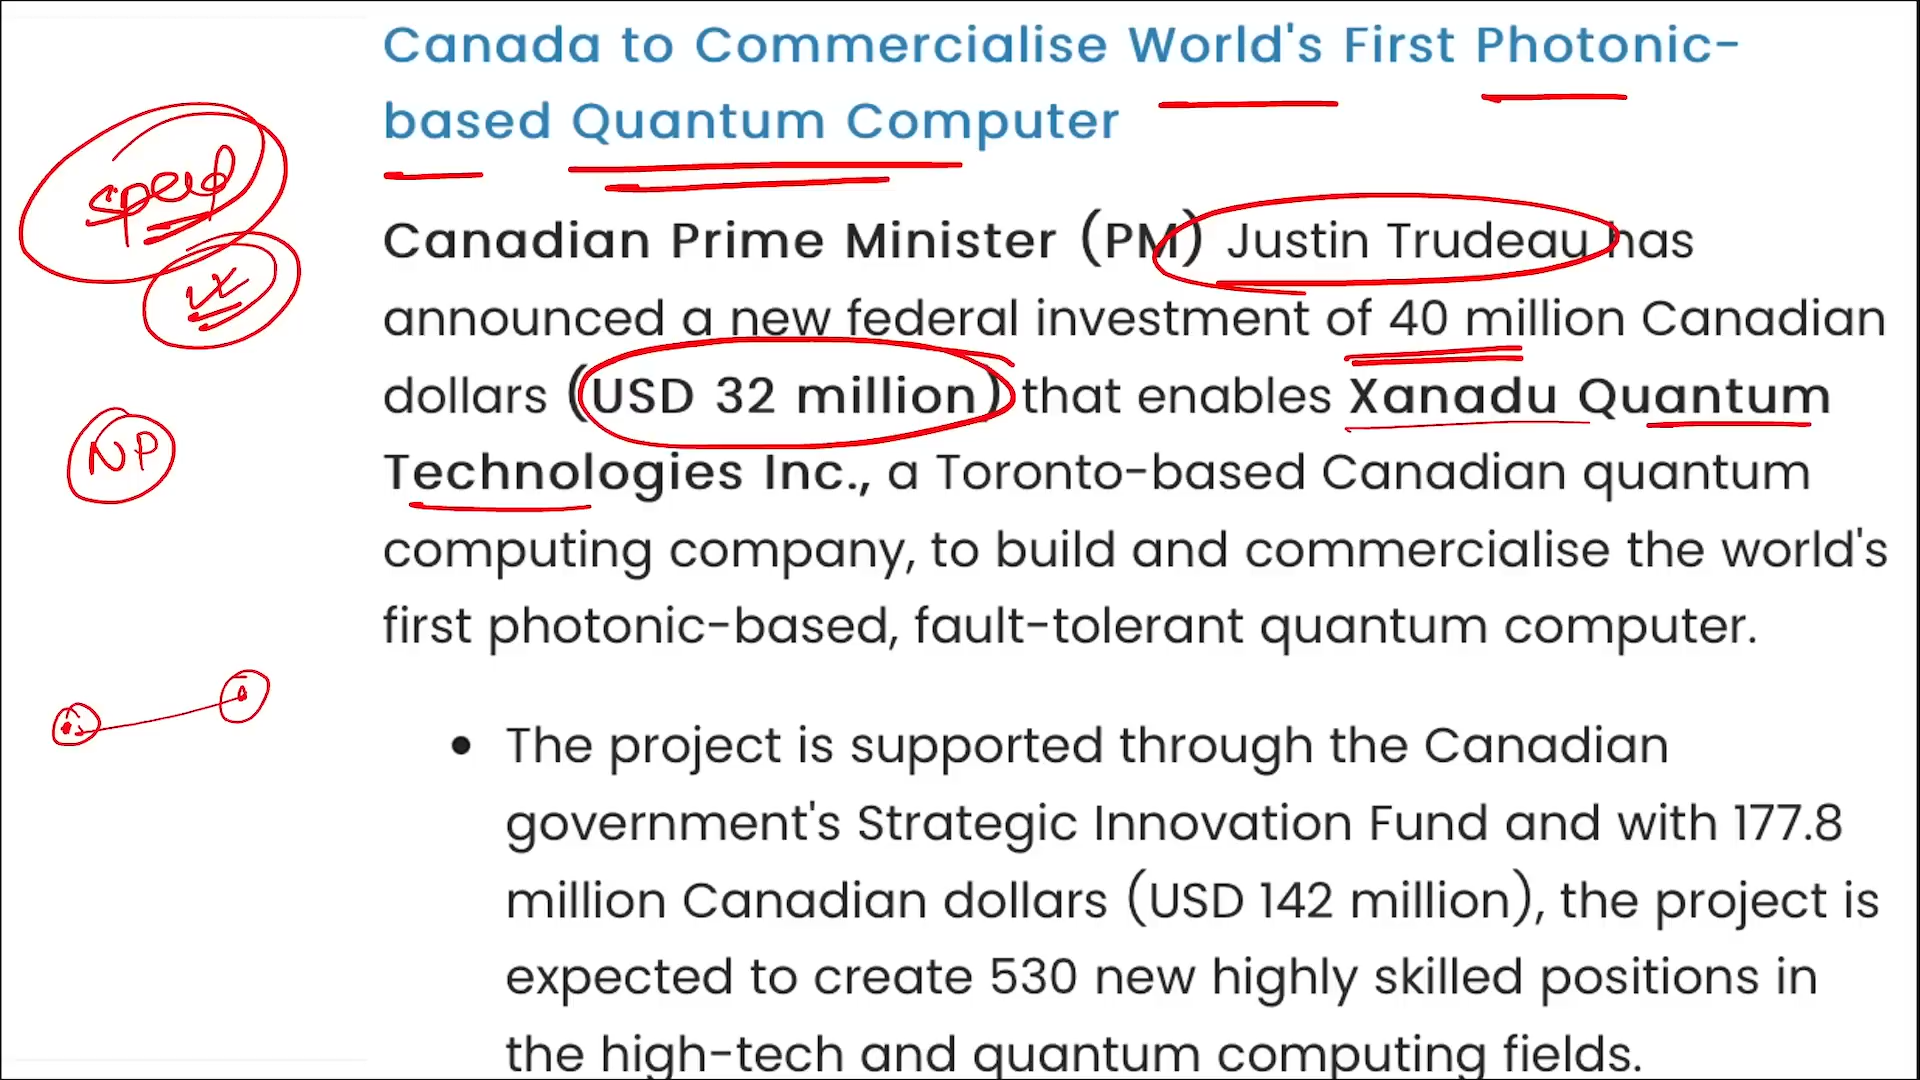 Canada to Commercialise World's First Photonic-
based Quantum Computer
speed
Canadian Prime Minister (PM) Justin Trudeau has
announced a new federal investment of 40 million Canadian
dollars (USD 32 million) that enables Xanadu Quantum
NP
Technologies Inc., a Toronto-based Canadian quantum
computing company, to build and commercialise the world's
first photonic-based, fault-tolerant quantum computer.
• The project is supported through the Canadian
government's Strategic Innovation Fund and with 177.8
million Canadian dollars (USD 142 million), the project is
expected to create 530 new highly skilled positions in
the high-tech and quantum computing fields.